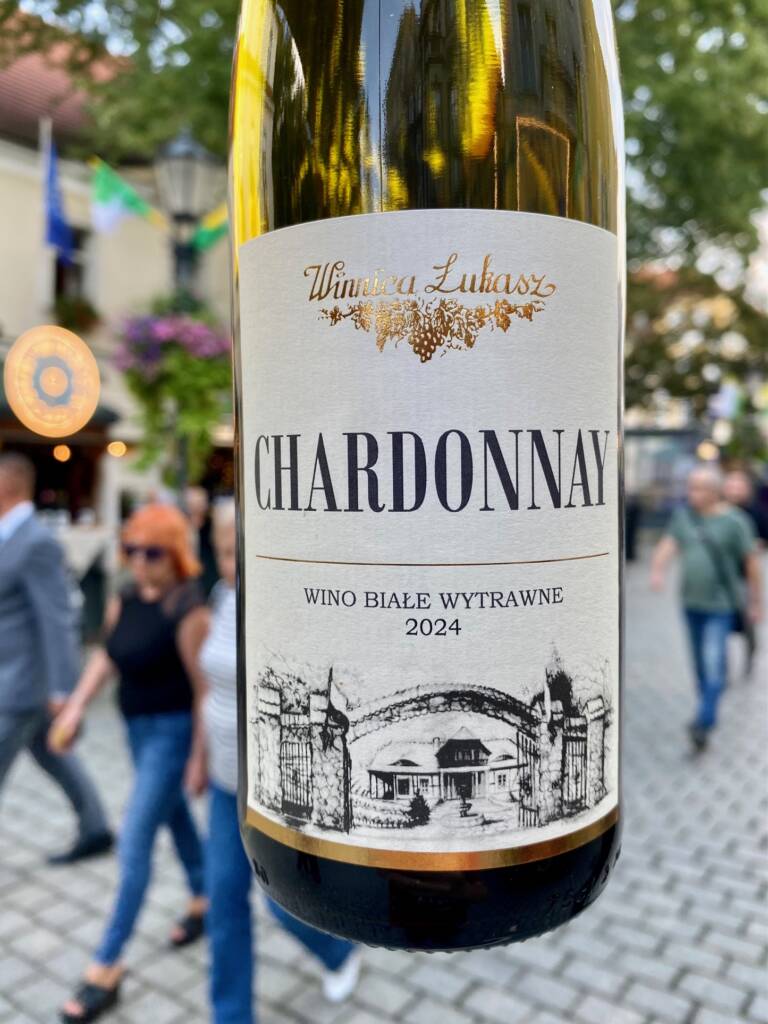 Winnica Łukasz
CHARDONNAY
WINO BIAŁE WYTRAWNE
2024